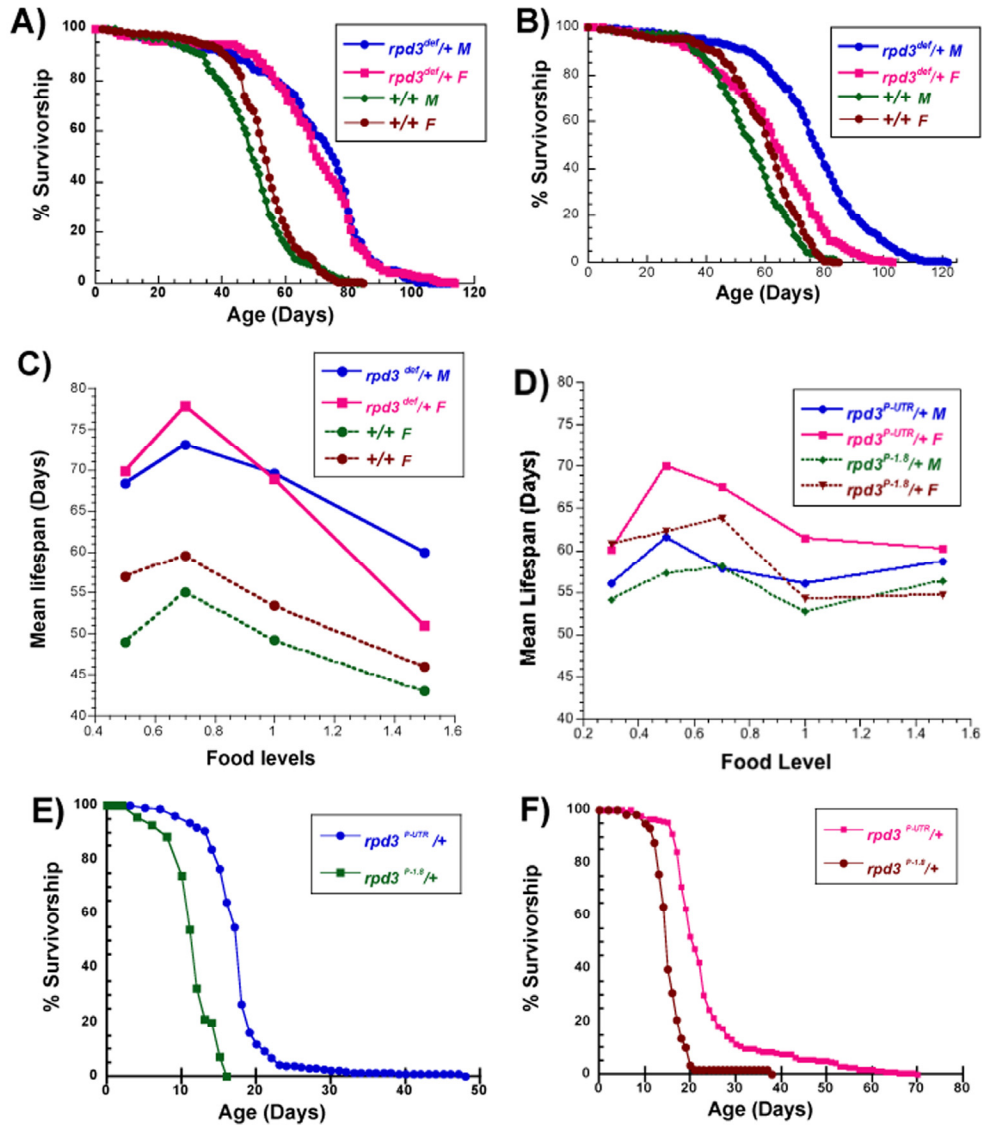 A)
% Survivorship
100
80
60
40
20
0
0 20 40 60 80 100 120
Age (Days)
rpd3def/+ M
rpd3def/+ F
+/+ M
+/+ F
B)
% Survivorship
100
80
60
40
20
0
0 20 40 60 80 100 120
Age (Days)
rpd3def/+ M
rpd3def/+ F
+/+ M
+/+ F
C)
Mean lifespan (Days)
80
75
70
65
60
55
50
45
40
0.4 0.6 0.8 1.0 1.2 1.4 1.6
Food levels
rpd3 def/+ M
rpd3 def/+ F
+/+ F
+/+ F
D)
Mean Lifespan (Days)
80
75
70
65
60
55
50
45
40
0.2 0.4 0.6 0.8 1 1.2 1.4 1.6
Food Level
rpd3P-UTR/+ M
rpd3P-UTR/+ F
rpd3P-1.8/+ M
rpd3P-1.8/+ F
E)
% Survivorship
100
80
60
40
20
0
0 10 20 30 40 50
Age (Days)
rpd3 P-UTR/+
rpd3 P-1.8/+
F)
% Survivorship
100
80
60
40
20
0
0 10 20 30 40 50 60 70 80
Age (Days)
rpd3 P-UTR/+
rpd3 P-1.8/+